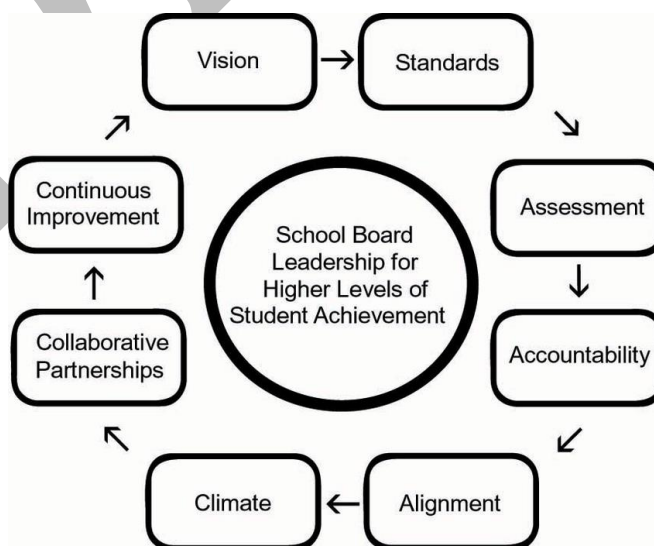 Vision
Standards
Assessment
Accountability
Alignment
Climate
Collaborative
Partnerships
Continuous
Improvement
School Board
Leadership for
Higher Levels of
Student Achievement